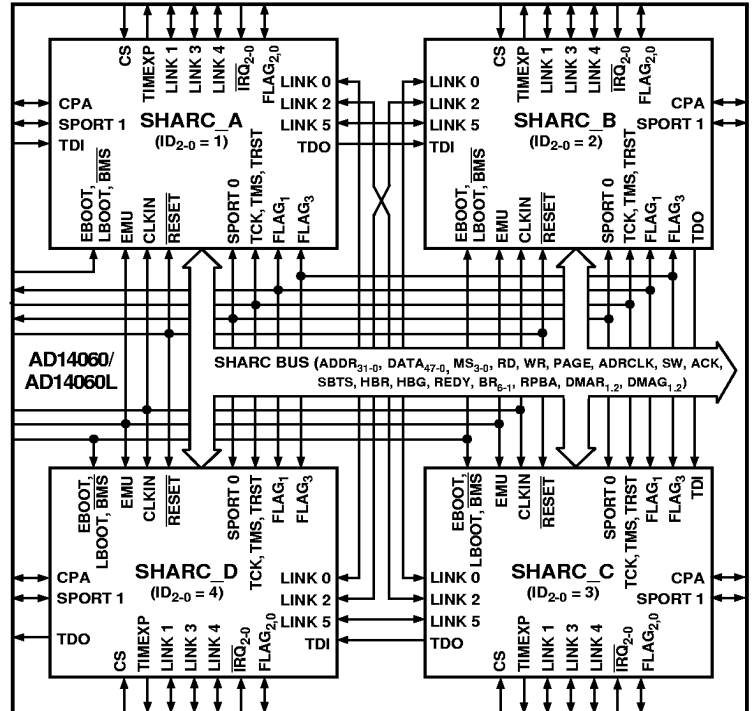 CS TIMEXP LINK 1 LINK 3 LINK 4 IRQ2-0 FLAG2,0
CPA
SPORT 1
TDI
SHARC_A
(ID2-0 = 1)
LINK 0
LINK 2
LINK 5
TDO
EBOOT, LBOOT, BMS EMU CLKIN RESET SPORT 0 TCK, TMS, TRST FLAG1 FLAG3
CS TIMEXP LINK 1 LINK 3 LINK 4 IRQ2-0 FLAG2,0
LINK 0
LINK 2
LINK 5
TDI
SHARC_B
(ID2-0 = 2)
CPA
SPORT 1
EBOOT, LBOOT, BMS EMU CLKIN RESET SPORT 0 TCK, TMS, TRST FLAG1 FLAG3 TDO
AD14060/
AD14060L
SHARC BUS (ADDR31-0, DATA47-0, MS3-0, RD, WR, PAGE, ADRCLK, SW, ACK,
SBTS, HBR, HBG, REDY, BR6-1, RPBA, DMAR1.2, DMAG1.2)
EBOOT, LBOOT, BMS EMU CLKIN RESET SPORT 0 TCK, TMS, TRST FLAG1 FLAG3
CPA
SPORT 1
TDO
SHARC_D
(ID2-0 = 4)
LINK 0
LINK 2
LINK 5
TDI
CS TIMEXP LINK 1 LINK 3 LINK 4 IRQ2-0 FLAG2,0
EBOOT, LBOOT, BMS EMU CLKIN RESET SPORT 0 TCK, TMS, TRST FLAG1 FLAG3 TDI
LINK 0
LINK 2
LINK 5
TDO
SHARC_C
(ID2-0 = 3)
CPA
SPORT 1
CS TIMEXP LINK 1 LINK 3 LINK 4 IRQ2-0 FLAG2,0